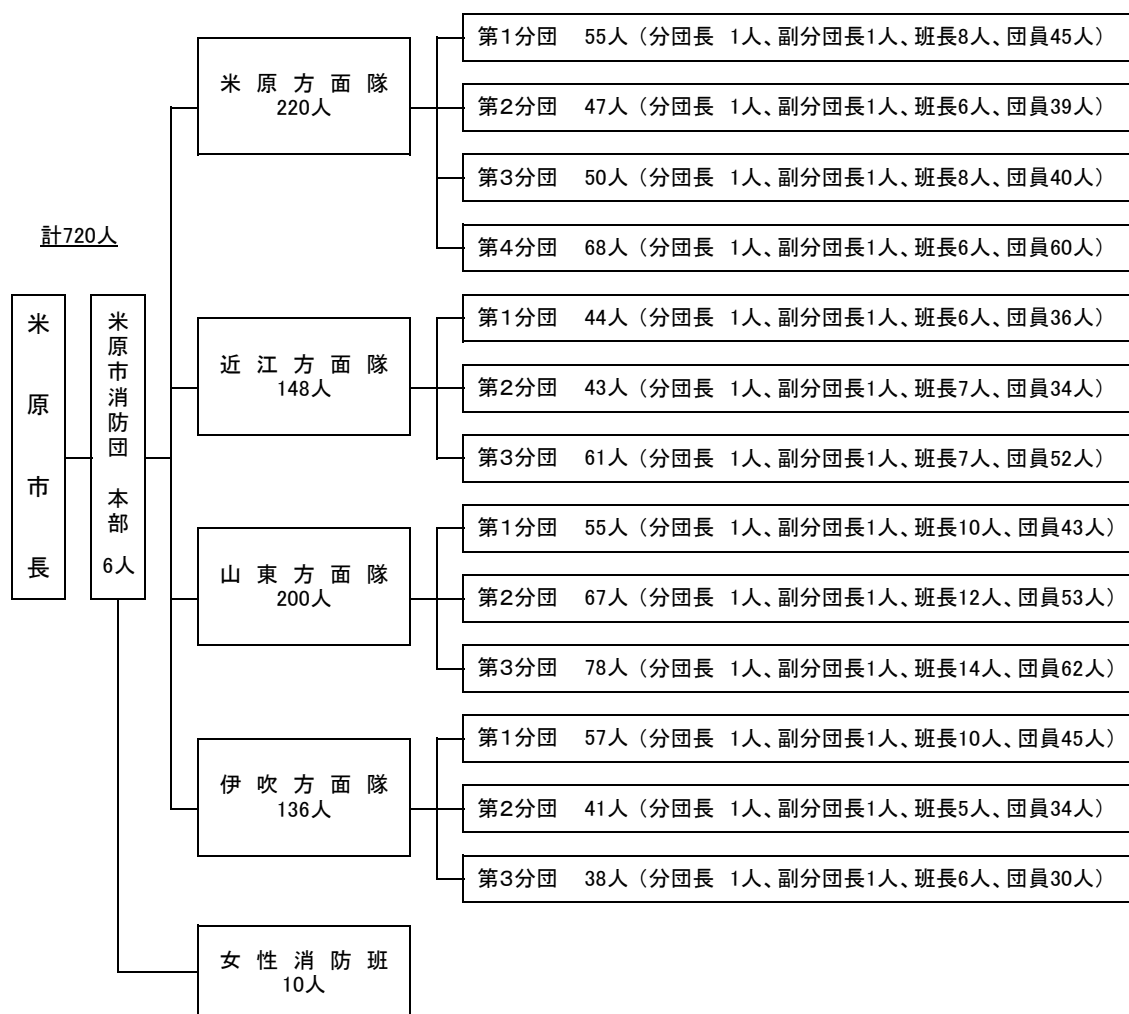 計720人
米原市長
米原市消防団 本部
6人
米原方面隊
220人
第1分団 55人(分団長 1人、副分団長1人、班長8人、団員45人)
第2分団 47人(分団長 1人、副分団長1人、班長6人、団員39人)
第3分団 50人(分団長 1人、副分団長1人、班長8人、団員40人)
第4分団 68人(分団長 1人、副分団長1人、班長6人、団員60人)
近江方面隊
148人
第1分団 44人(分団長 1人、副分団長1人、班長6人、団員36人)
第2分団 43人(分団長 1人、副分団長1人、班長7人、団員34人)
第3分団 61人(分団長 1人、副分団長1人、班長7人、団員52人)
山東方面隊
200人
第1分団 55人(分団長 1人、副分団長1人、班長10人、団員43人)
第2分団 67人(分団長 1人、副分団長1人、班長12人、団員53人)
第3分団 78人(分団長 1人、副分団長1人、班長14人、団員62人)
伊吹方面隊
136人
第1分団 57人(分団長 1人、副分団長1人、班長10人、団員45人)
第2分団 41人(分団長 1人、副分団長1人、班長5人、団員34人)
第3分団 38人(分団長 1人、副分団長1人、班長6人、団員30人)
女性消防班
10人